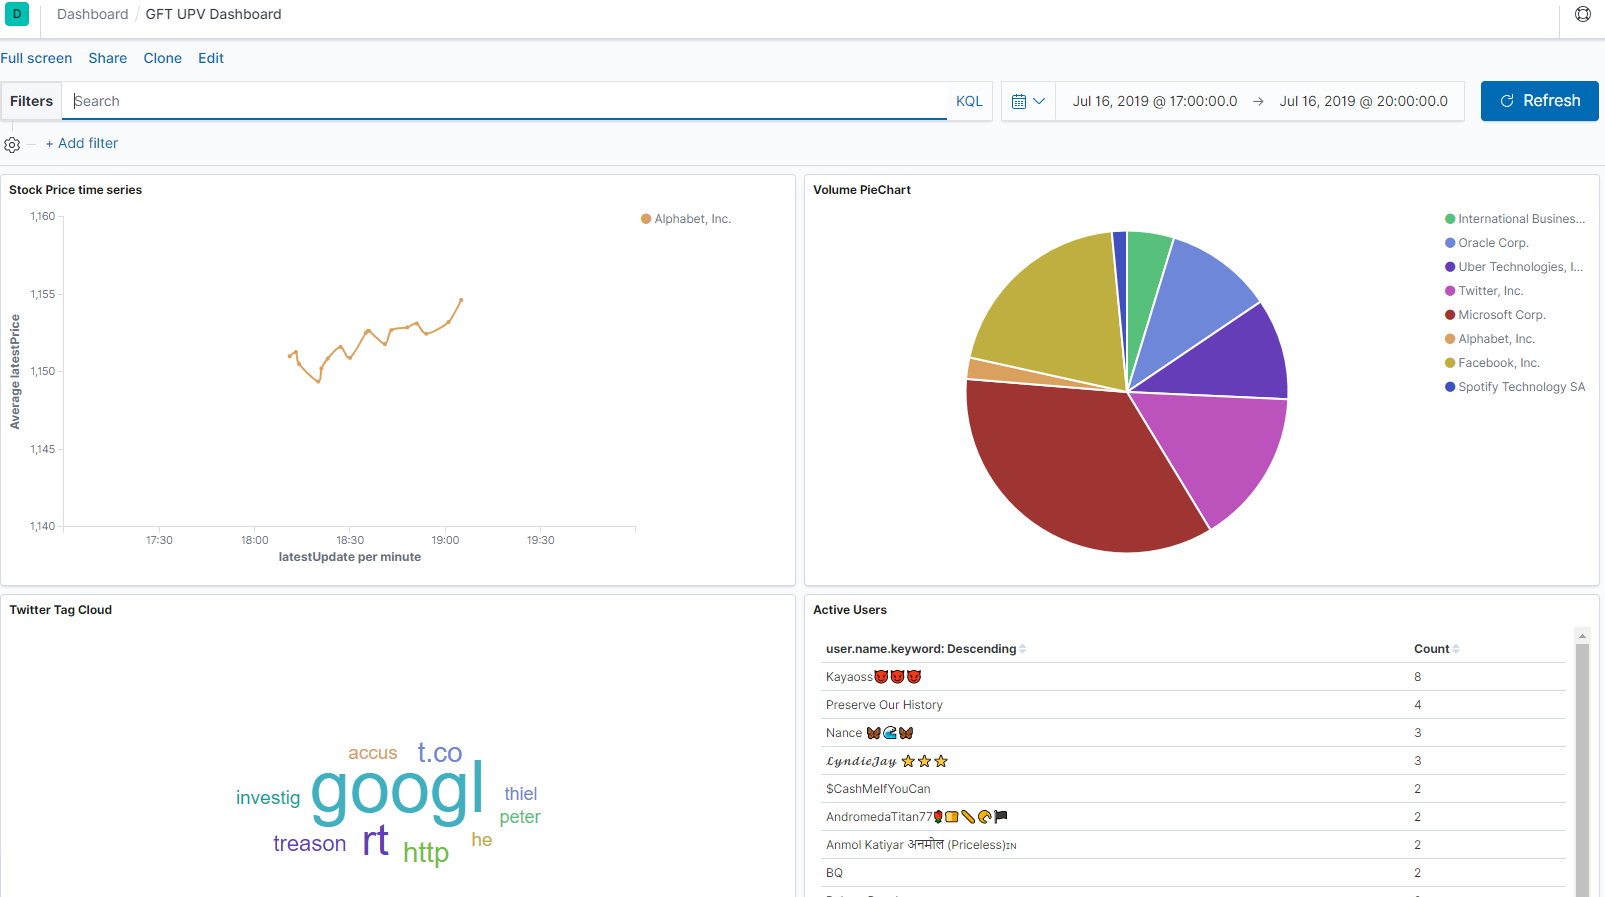 D Dashboard / GFT UPV Dashboard
Full screen Share Clone Edit
Filters Search KQL Jul 16, 2019 @ 17:00:00.0 → Jul 16, 2019 @ 20:00:00.0 Refresh
+ Add filter
Stock Price time series
1,160
1,155
1,150
1,145
1,140
Average latestPrice
17:30 18:00 18:30 19:00 19:30
latestUpdate per minute
Alphabet, Inc.
Volume PieChart
International Busines...
Oracle Corp.
Uber Technologies, I...
Twitter, Inc.
Microsoft Corp.
Alphabet, Inc.
Facebook, Inc.
Spotify Technology SA
Twitter Tag Cloud
accus t.co
investig googl thiel
peter
treason rt http he
Active Users
user.name.keyword: Descending Count
Kayaoss😈😈😈 8
Preserve Our History 4
Nance 🦋🌊🦋 3
𝓛𝔂𝓷𝓭𝓲𝓮𝓙𝓪𝔂 ⭐⭐⭐ 3
$CashMeIfYouCan 2
AndromedaTitan77🌹🍞📏🥠🏴 2
Anmol Katiyar अनमोल (Priceless)ɪɴ 2
BQ 2